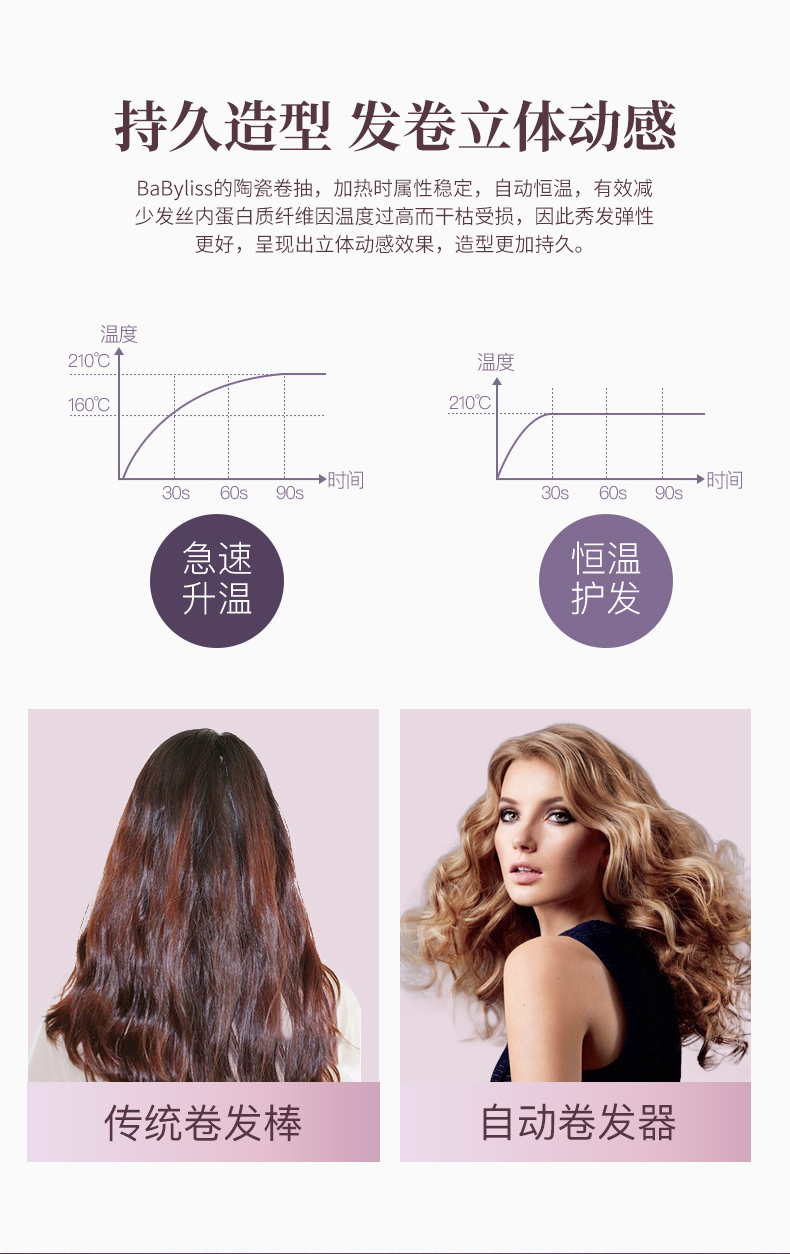 持久造型 发卷立体动感
BaByliss的陶瓷卷抽，加热时属性稳定，自动恒温，有效减
少发丝内蛋白质纤维因温度过高而干枯受损，因此秀发弹性
更好，呈现出立体动感效果，造型更加持久。
温度
210℃
160℃
30s 60s 90s
时间
温度
210℃
30s 60s 90s
时间
急速
升温
恒温
护发
传统卷发棒
自动卷发器